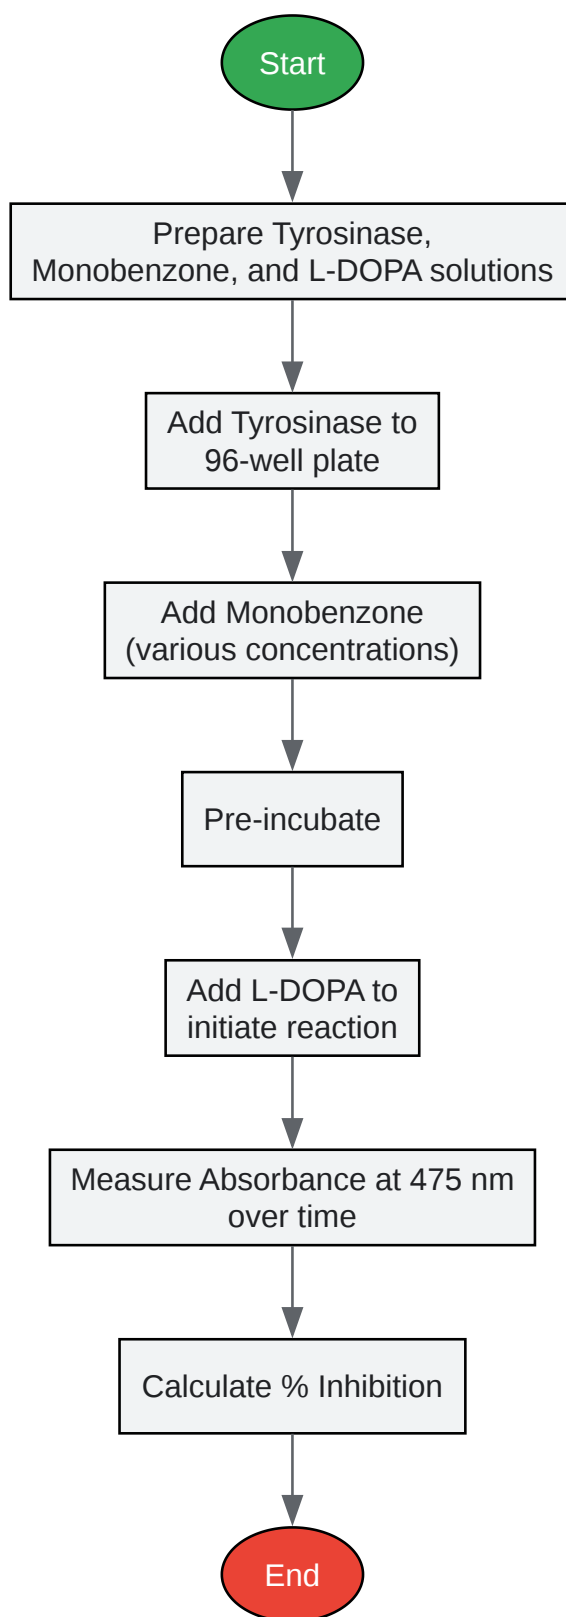 Start
Prepare Tyrosinase,
Monobenzone, and L-DOPA solutions
Add Tyrosinase to
96-well plate
Add Monobenzone
(various concentrations)
Pre-incubate
Add L-DOPA to
initiate reaction
Measure Absorbance at 475 nm
over time
Calculate % Inhibition
End